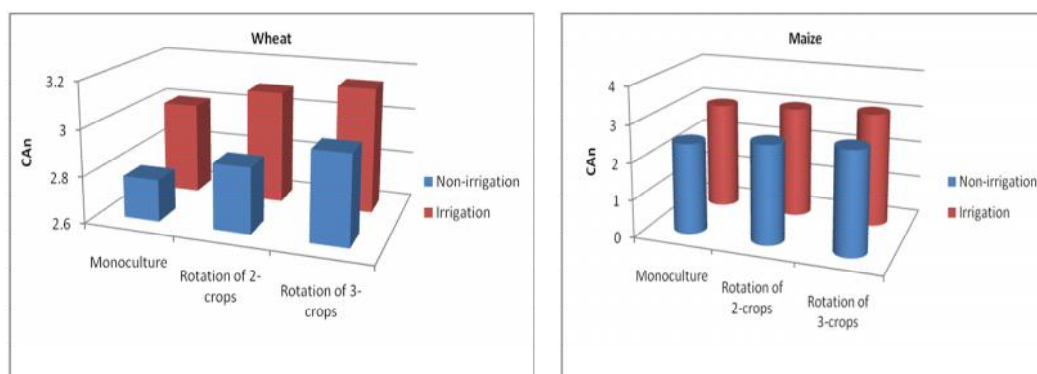 Wheat
3.2
3
2.8
2.6
CAn
Monoculture
Rotation of 2-
crops
Rotation of 3-
crops
Non-irrigation
Irrigation
Maize
4
3
2
1
0
CAn
Monoculture
Rotation of
2-crops
Rotation of
3-crops
Non-irrigation
Irrigation